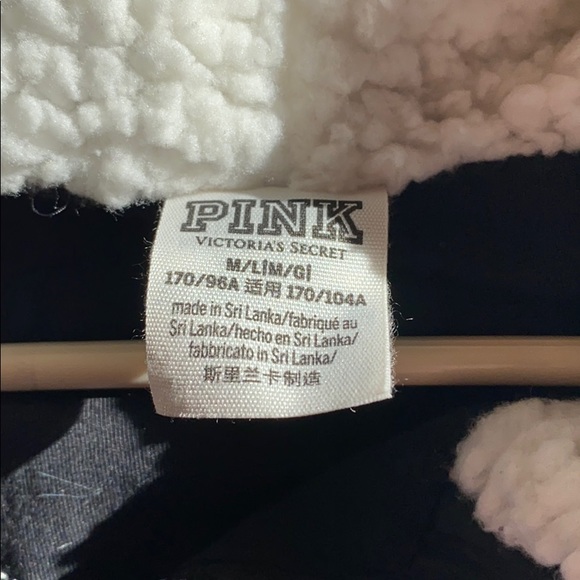 PINK
VICTORIA'S SECRET
M/L|M/G|
170/96A 适用 170/104A
made in Sri Lanka/fabriqué au
Sri Lanka/hecho en Sri Lanka/
fabbricato in Sri Lanka/
斯里兰卡制造